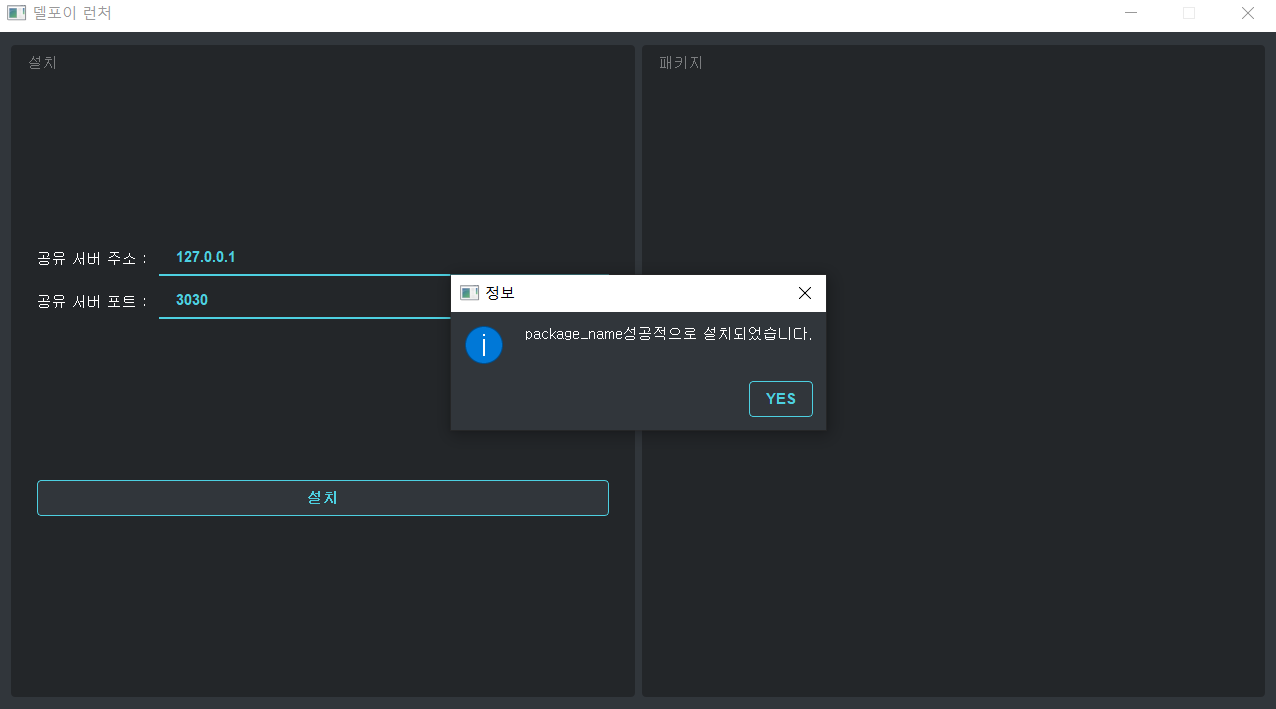 델포이 런처
설치
패키지
공유 서버 주소 : 127.0.0.1
공유 서버 포트 : 3030
정보
package_name성공적으로 설치되었습니다.
YES
설치